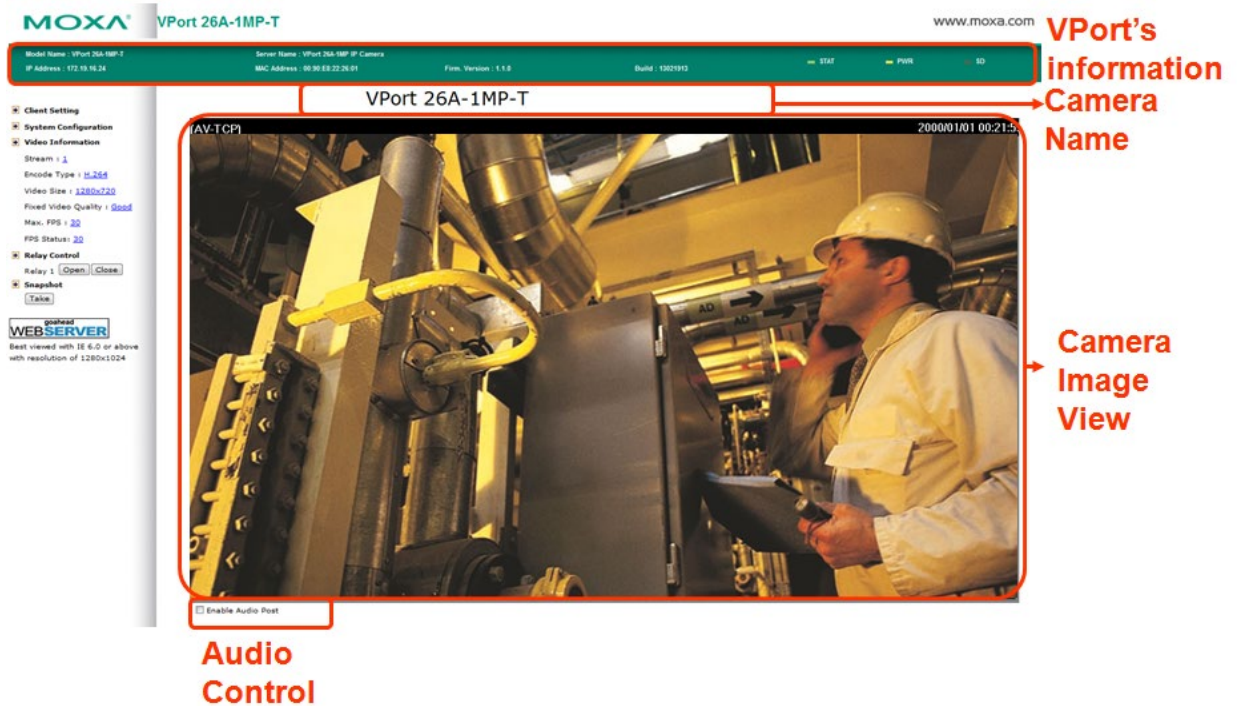 MOXA® VPort 26A-1MP-T www.moxa.com
VPort's information
Model Name : VPort 26A-1MP-T Server Name : VPort 26A-1MP IP Camera
IP Address : 172.19.16.24 MAC Address : 00:90:E8:22:26:01 Firm. Version : 1.1.0 Build : 13021913
STAT PWR SD
VPort 26A-1MP-T
Camera Name
Client Setting
System Configuration
Video Information
Stream : 1
Encode Type : H.264
Video Size : 1280x720
Fixed Video Quality : Good
Max. FPS : 30
FPS Status: 30
Relay Control
Relay 1 Open Close
Snapshot
Take
goahead
WEBSERVER
Best viewed with IE 6.0 or above
with resolution of 1280x1024
(AV-TCP) 2000/01/01 00:21:5
AD
AD
Camera
Image
View
Enable Audio Post
Audio
Control